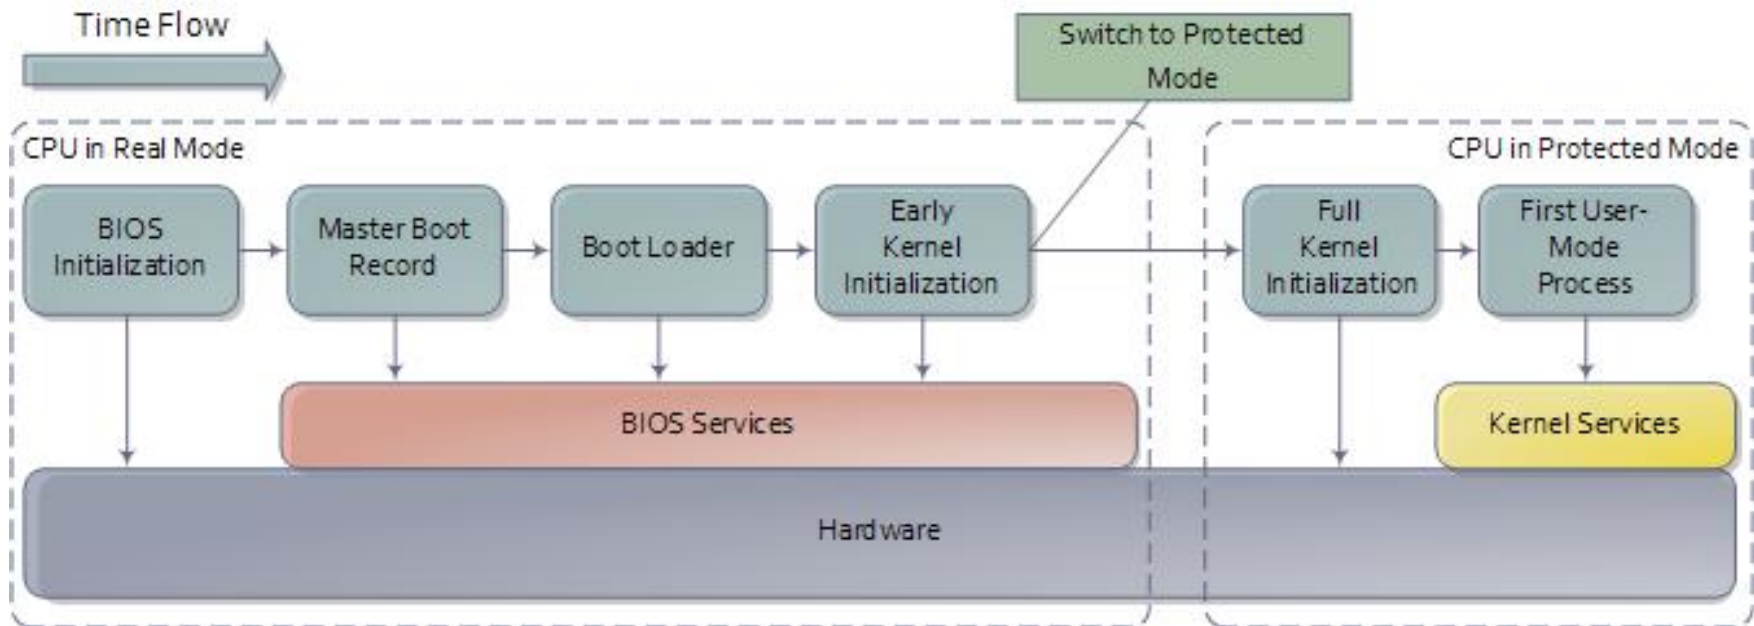 Time Flow
Switch to Protected
Mode
CPU in Real Mode
CPU in Protected Mode
BIOS
Initialization
Master Boot
Record
Boot Loader
Early
Kernel
Initialization
Full
Kernel
Initialization
First User-
Mode
Process
BIOS Services
Kernel Services
Hardware